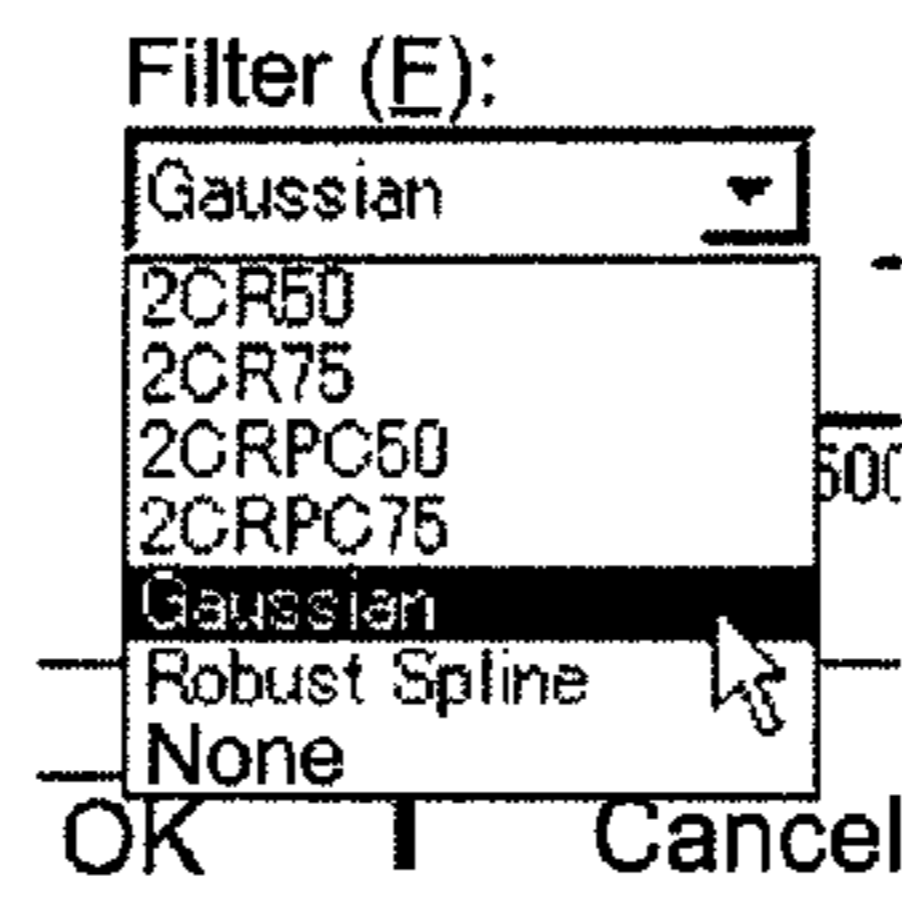 Filter (F):
Gaussian
2CR50
2CR75
2CRPC50
2CRPC75
Gaussian
Robust Spline
None
OK
Cancel